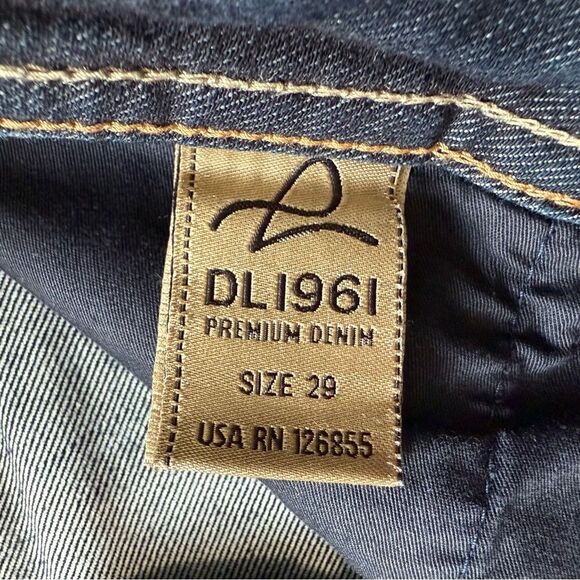 DL1961
PREMIUM DENIM
SIZE 29
USA RN 126855